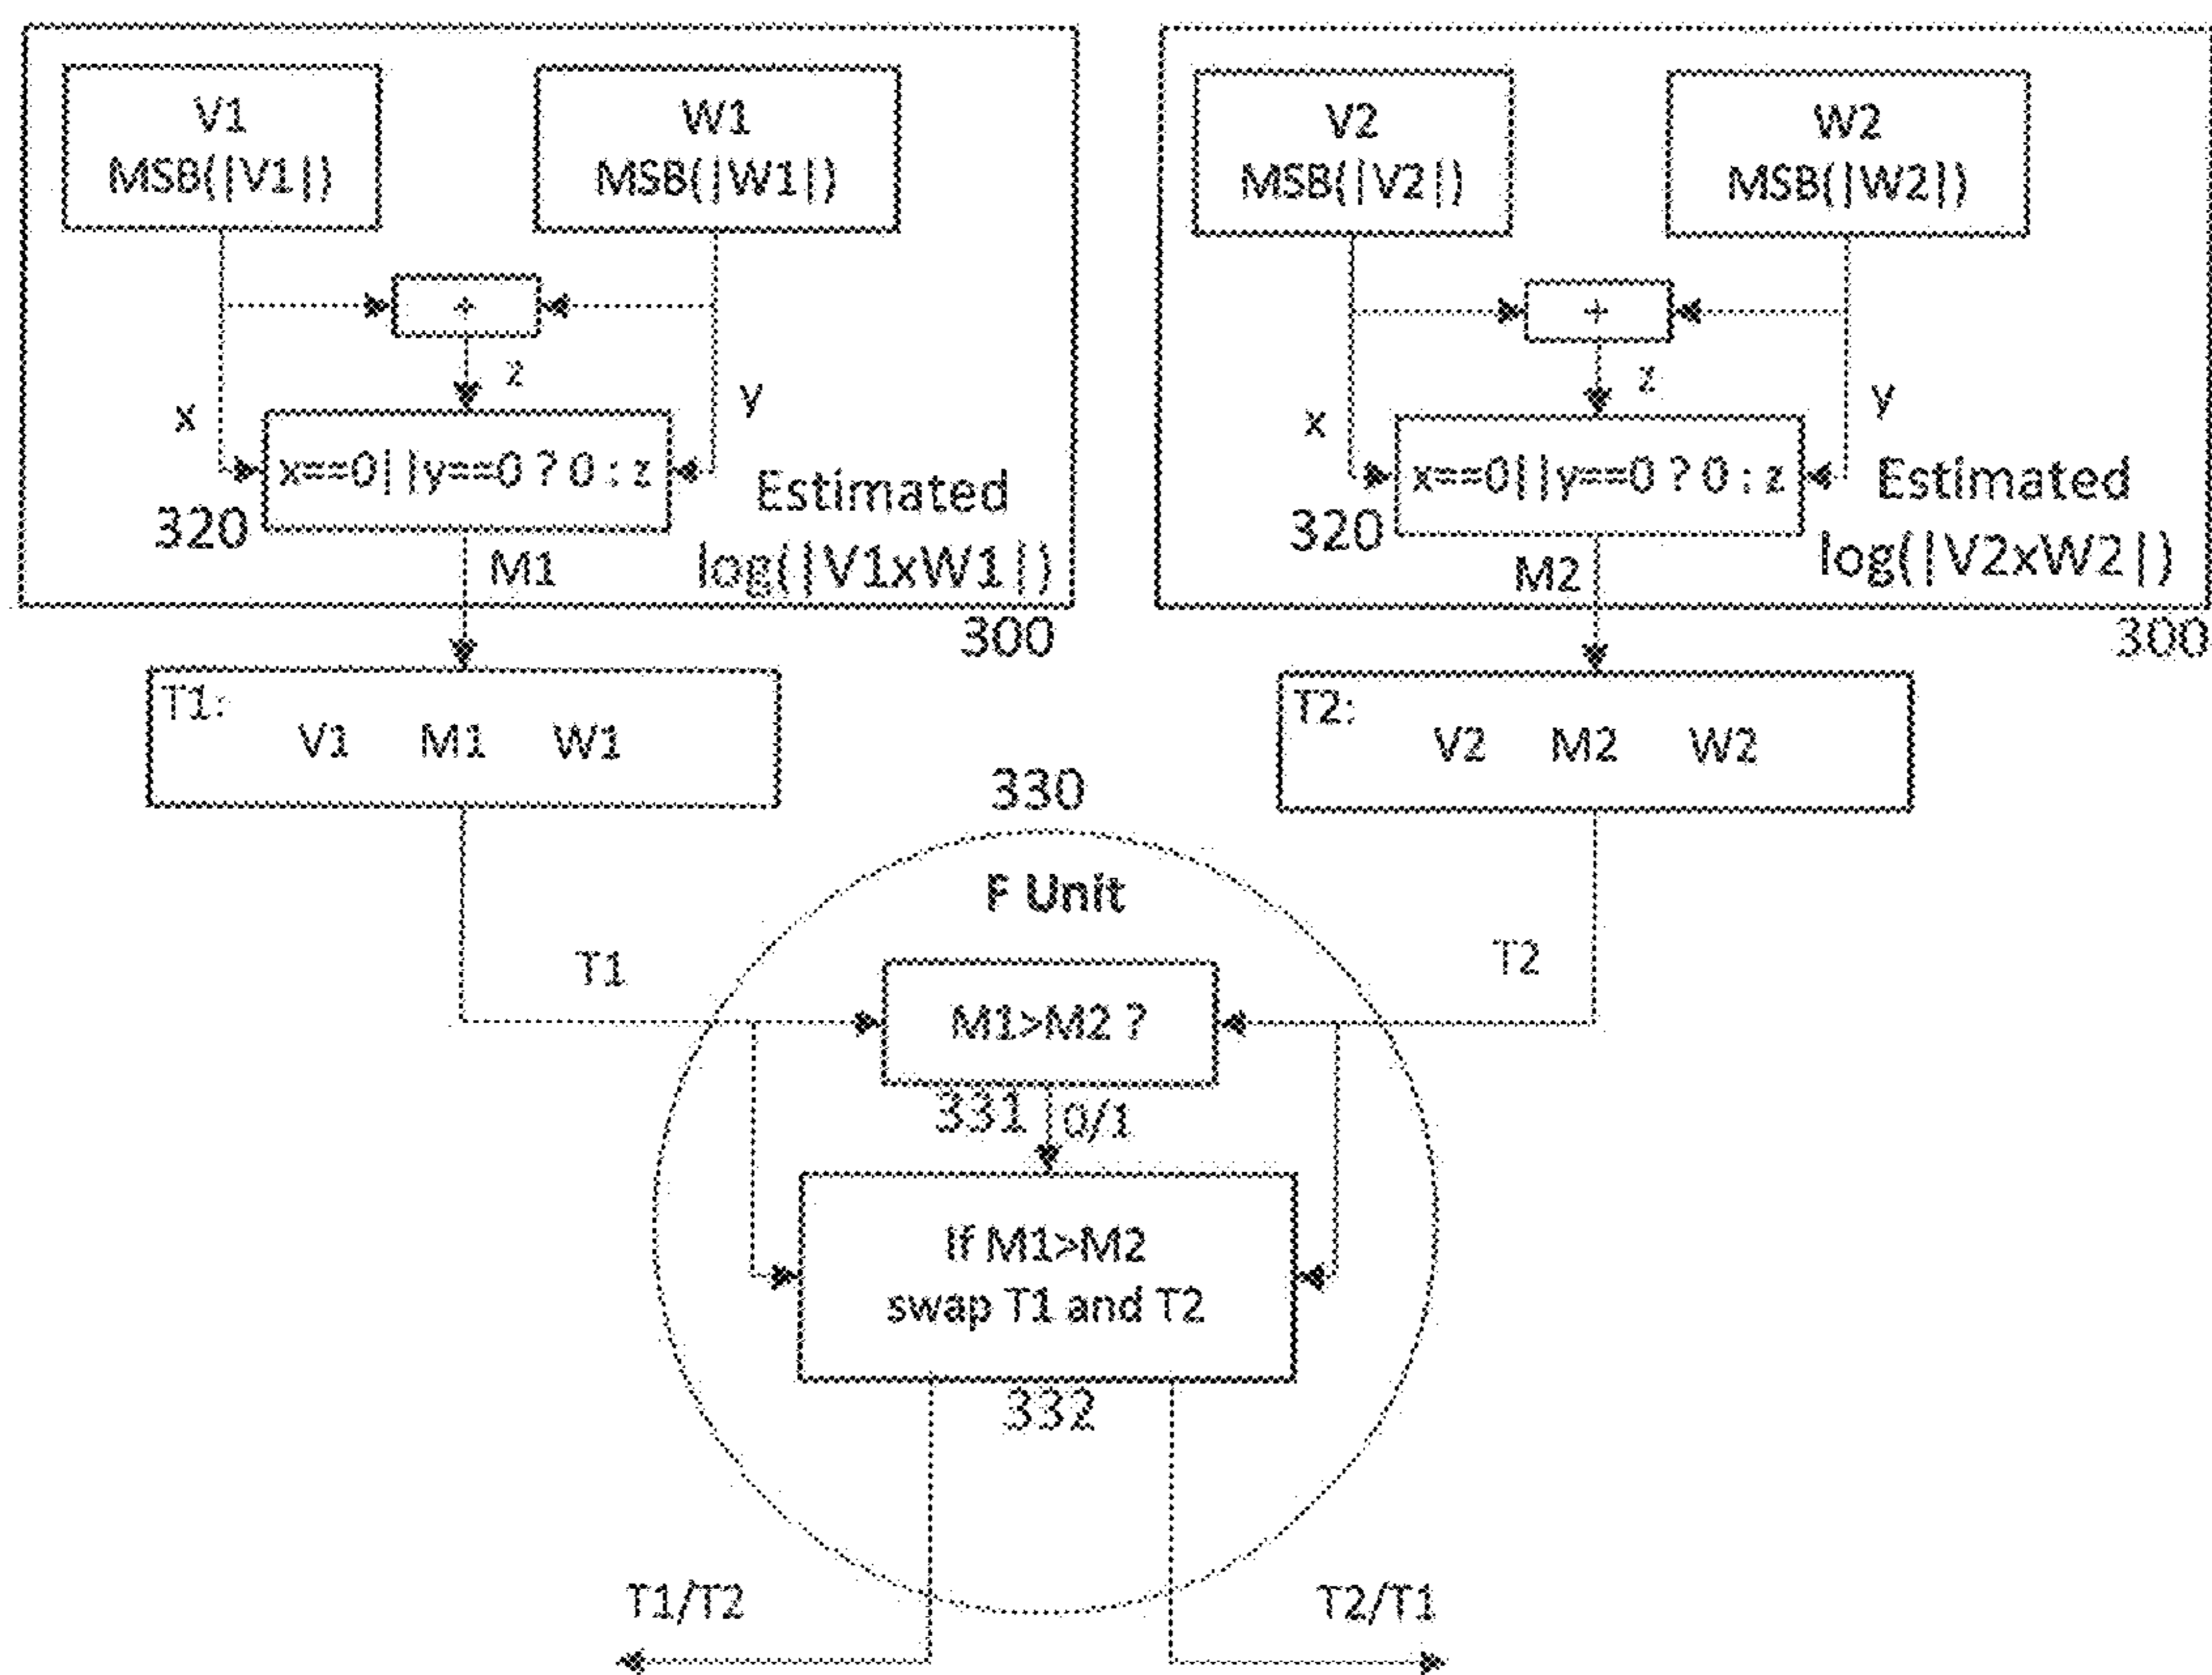 V1
MSB(|V1|)
W1
MSB(|W1|)
+
z
x
y
x==0||y==0 ? 0 : z
320
Estimated
log(|V1xW1|)
M1
300
V2
MSB(|V2|)
W2
MSB(|W2|)
+
z
x
y
x==0||y==0 ? 0 : z
320
Estimated
log(|V2xW2|)
M2
300
T1:
V1 M1 W1
T2:
V2 M2 W2
330
F Unit
T1
T2
M1>M2 ?
331
0/1
If M1>M2
swap T1 and T2
332
T1/T2
T2/T1